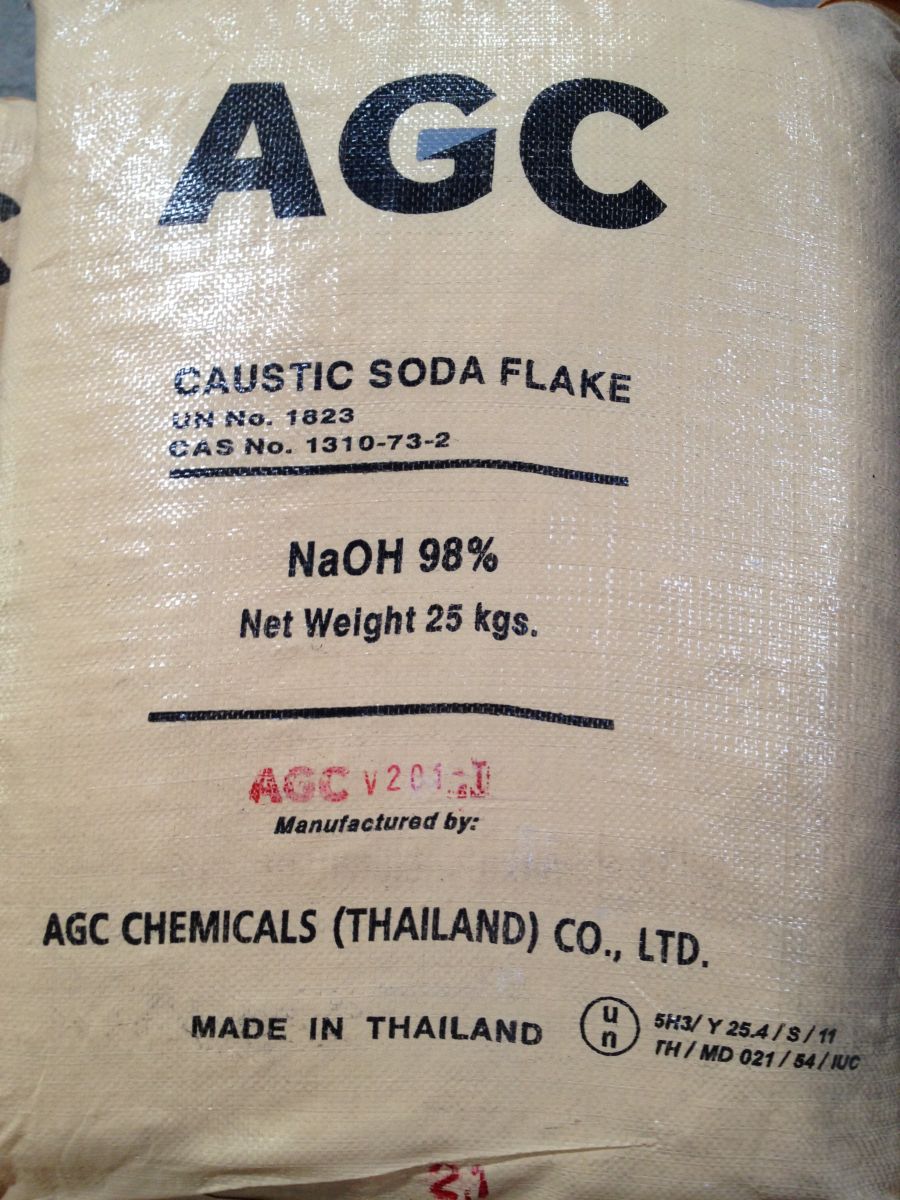 AGC
CAUSTIC SODA FLAKE
UN No. 1823
CAS No. 1310-73-2
NaOH 98%
Net Weight 25 kgs.
AGC
Manufactured by:
AGC CHEMICALS (THAILAND) CO., LTD.
MADE IN THAILAND
un
5H3/ Y 25.4 / S / 11
TH / MD 021 / 54 / IUC
21